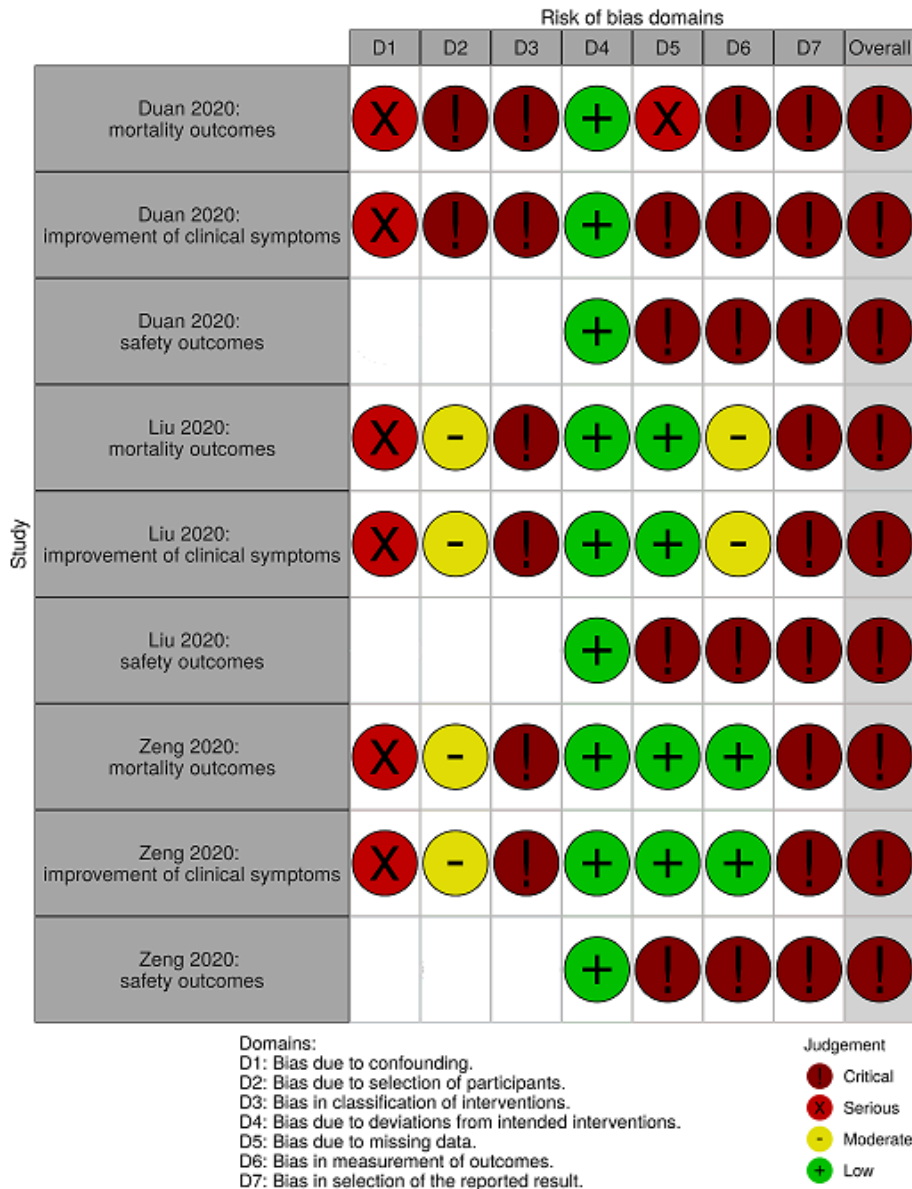 Risk of bias domains
D1 D2 D3 D4 D5 D6 D7 Overall
Study
Duan 2020:
mortality outcomes
X ! ! + X ! ! !
Duan 2020:
improvement of clinical symptoms
X ! ! + ! ! ! !
Duan 2020:
safety outcomes
+ ! ! ! !
Liu 2020:
mortality outcomes
X - ! + + - ! !
Liu 2020:
improvement of clinical symptoms
X - ! + + - ! !
Liu 2020:
safety outcomes
+ ! ! ! !
Zeng 2020:
mortality outcomes
X - ! + + + ! !
Zeng 2020:
improvement of clinical symptoms
X - ! + + + ! !
Zeng 2020:
safety outcomes
+ ! ! ! !
Domains:
D1: Bias due to confounding.
D2: Bias due to selection of participants.
D3: Bias in classification of interventions.
D4: Bias due to deviations from intended interventions.
D5: Bias due to missing data.
D6: Bias in measurement of outcomes.
D7: Bias in selection of the reported result.
Judgement
! Critical
X Serious
- Moderate
+ Low